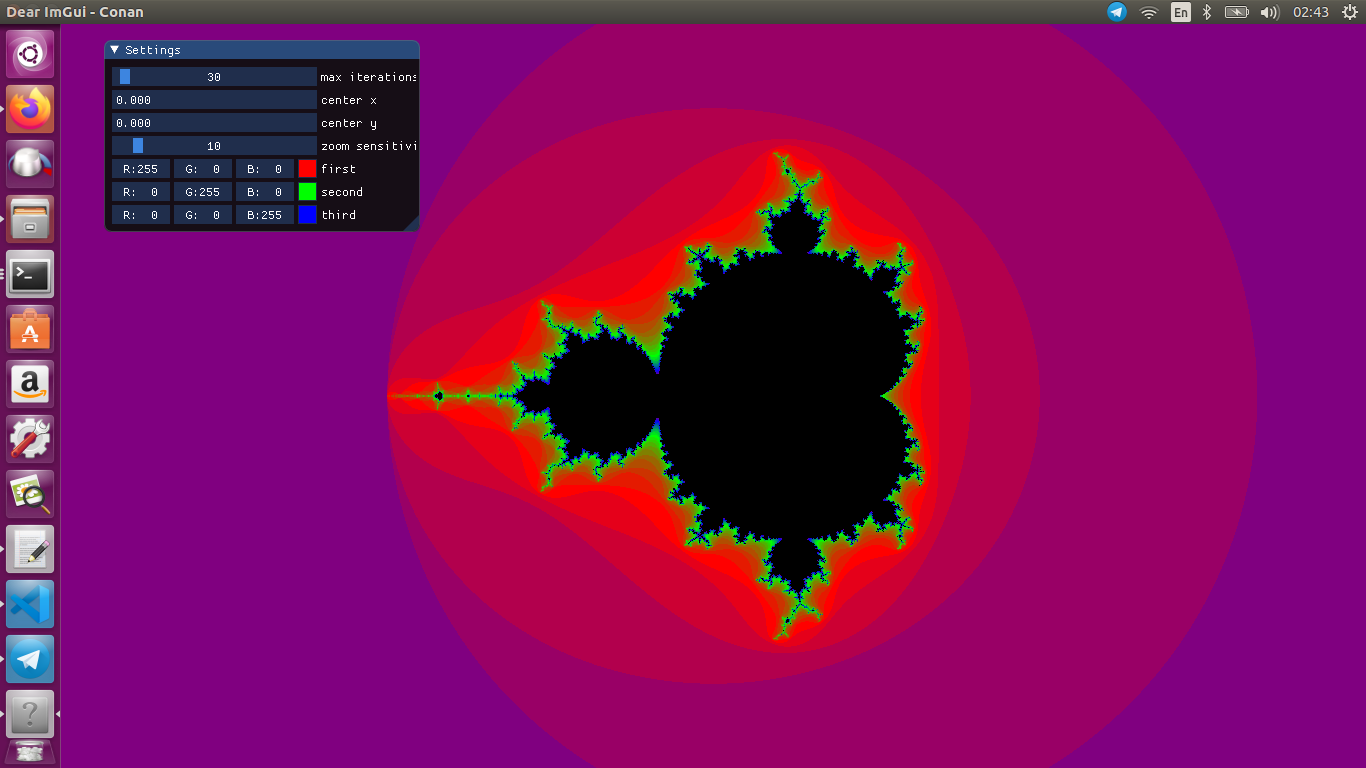 Dear ImGui - Conan
En
02:43
▼ Settings
30 max iterations
0.000 center x
0.000 center y
10 zoom sensitivi
R:255 G: 0 B: 0 first
R: 0 G:255 B: 0 second
R: 0 G: 0 B:255 third
>_
A
a
?